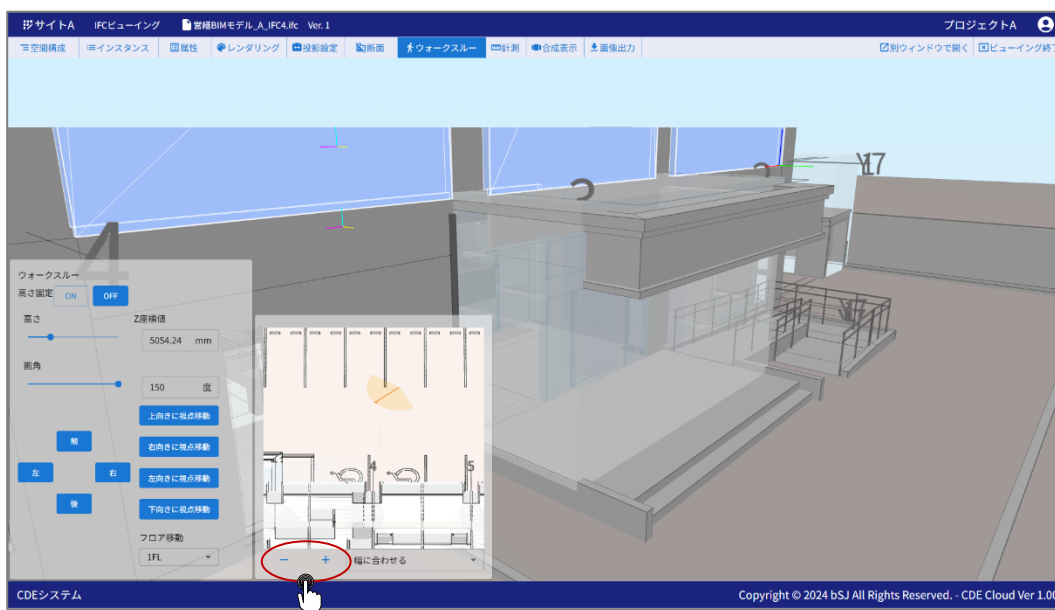 サイトA IFCビューイング 営繕BIMモデル_A_IFC4.ifc Ver. 1 プロジェクトA
空間構成 インスタンス 属性 レンダリング 投影設定 断面 ウォークスルー 計測 合成表示 画像出力 別ウィンドウで開く ビューイング終了
Y17
2
3
4
ウォークスルー
高さ固定 ON OFF
高さ Z座標値
5054.24 mm
画角
150 度
上向きに視点移動
前 右向きに視点移動
左 右 左向きに視点移動
後 下向きに視点移動
フロア移動
1FL
4 5
− + 幅に合わせる
CDEシステム Copyright © 2024 bSJ All Rights Reserved. - CDE Cloud Ver 1.00